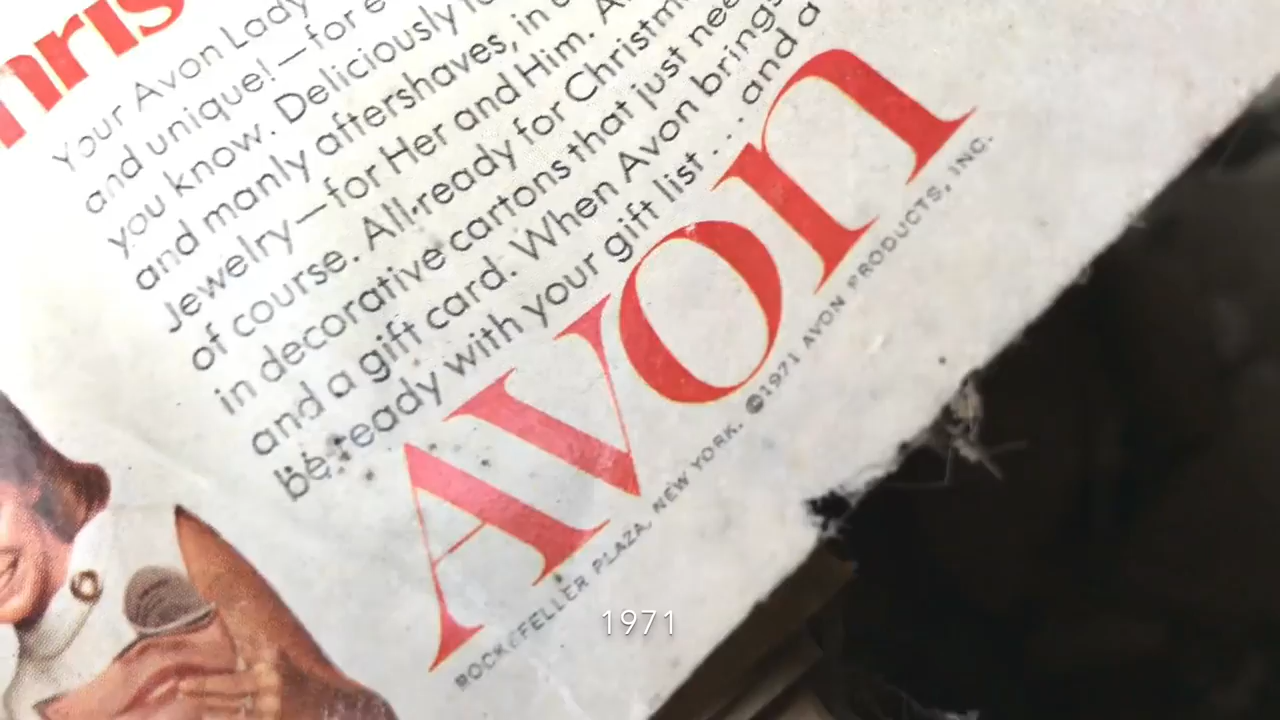 hris
Your Avon Lady
and unique!—for e
you know. Deliciously
and manly aftershaves, in
Jewelry—for Her and Him. A
of course. All ready for Christm
in decorative cartons that just nee
and a gift card. When Avon brings
be ready with your gift list . . . and a
AVON
ROCKEFELLER PLAZA, NEW YORK. ©1971 AVON PRODUCTS, INC.
1971